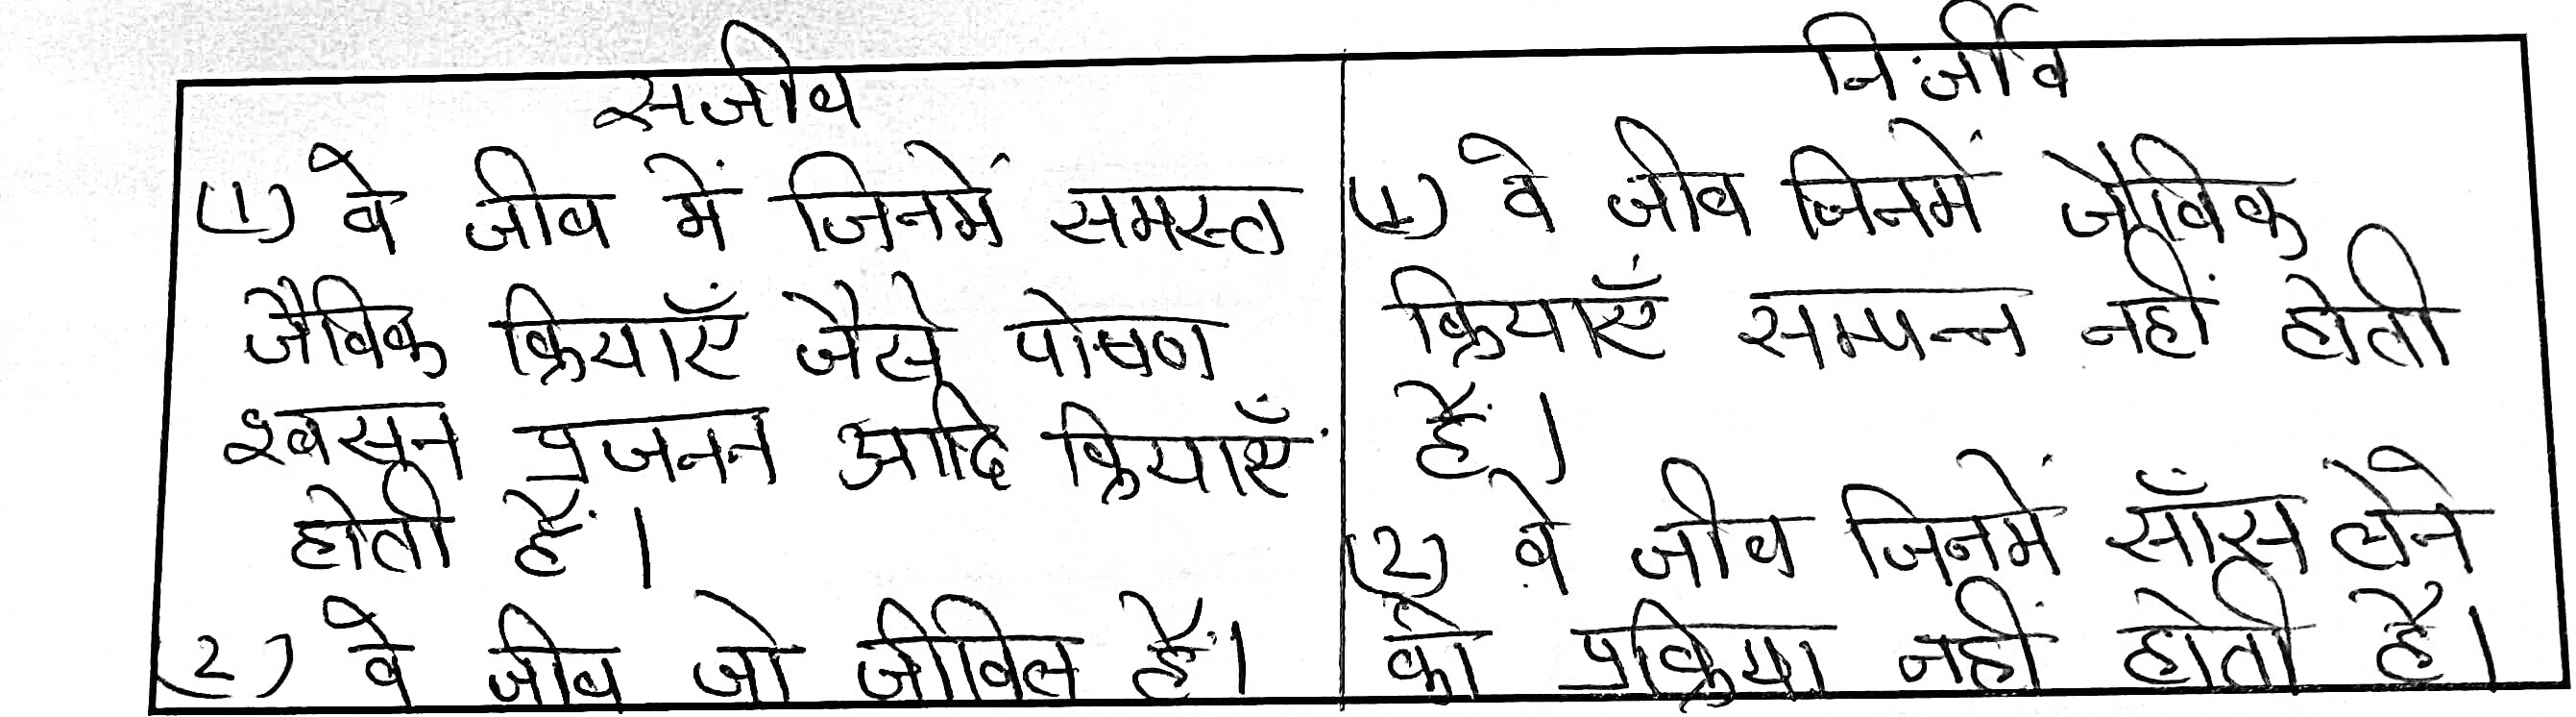 सजीव
(1) वे जीव में जिनमें समस्त
जैविक क्रियाएँ जैसे पोषण
श्वसन प्रजनन आदि क्रियाएँ
होती हैं।
(2) वे जीव जो जीवित हैं।
निर्जीव
(1) वे जीव जिनमें जैविक
क्रियाएँ सम्पन्न नहीं होती
हैं।
(2) वे जीव जिनमें साँस लेने
की प्रक्रिया नहीं होती है।